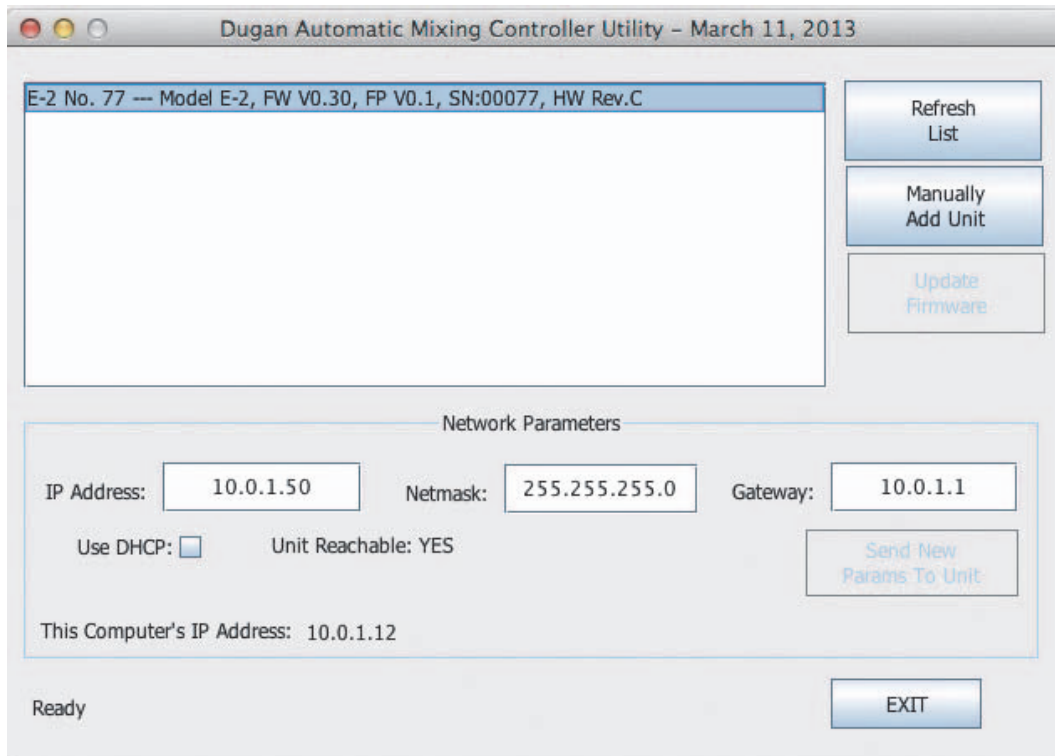 Dugan Automatic Mixing Controller Utility – March 11, 2013
E-2 No. 77 --- Model E-2, FW V0.30, FP V0.1, SN:00077, HW Rev.C
Refresh
List
Manually
Add Unit
Update
Firmware
Network Parameters
IP Address: 10.0.1.50 Netmask: 255.255.255.0 Gateway: 10.0.1.1
Use DHCP: Unit Reachable: YES
Send New
Params To Unit
This Computer's IP Address: 10.0.1.12
Ready
EXIT